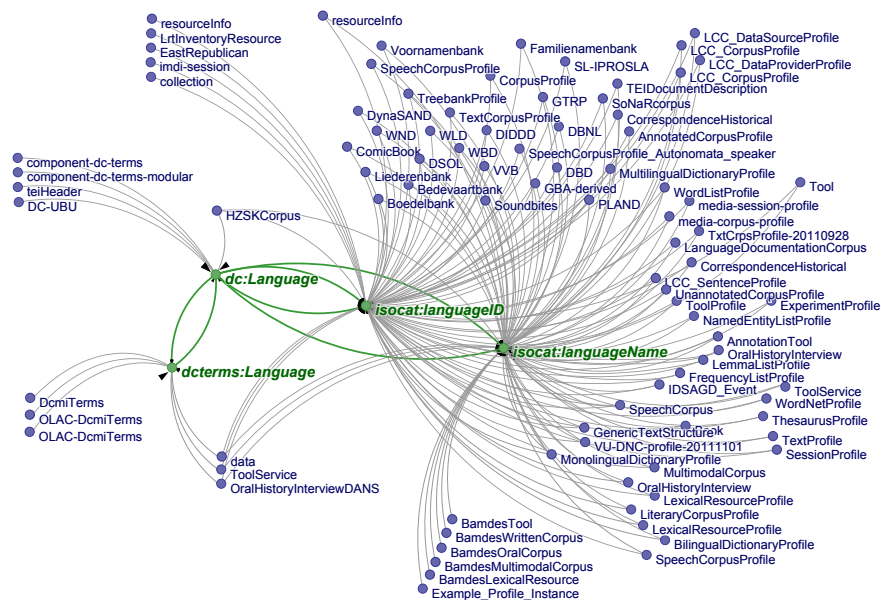 resourceInfo
LrtInventoryResource
EastRepublican
imdi-session
collection
resourceInfo
Voornamenbank
SpeechCorpusProfile
Familienamenbank
SL-IPROSLA
CorpusProfile
LCC_DataSourceProfile
LCC_CorpusProfile
LCC_DataProviderProfile
LCC_CorpusProfile
TEIDocumentDescription
TreebankProfile
GTRP
SoNaRcorpus
DynaSAND
TextCorpusProfile
CorrespondenceHistorical
WND
WLD
DIDDD
DBNL
AnnotatedCorpusProfile
ComicBook
WBD
SpeechCorpusProfile_Autonomata_speaker
DSOL
VVB
DBD
MultilingualDictionaryProfile
Liederenbank
Bedevaartbank
GBA-derived
WordListProfile
Tool
Boedelbank
Soundbites
PLAND
media-session-profile
component-dc-terms
component-dc-terms-modular
teiHeader
DC-UBU
HZSKCorpus
media-corpus-profile
TxtCrpsProfile-20110928
LanguageDocumentationCorpus
CorrespondenceHistorical
dc:Language
LCC_SentenceProfile
UnannotatedCorpusProfile
ToolProfile
ExperimentProfile
isocat:languageID
NamedEntityListProfile
isocat:languageName
AnnotationTool
OralHistoryInterview
LemmaListProfile
dcterms:Language
FrequencyListProfile
IDSAGD_Event
ToolService
WordNetProfile
DcmiTerms
OLAC-DcmiTerms
OLAC-DcmiTerms
SpeechCorpus
ThesaurusProfile
GenericTextStructure
VU-DNC-profile-20111101
TextProfile
SessionProfile
MonolingualDictionaryProfile
data
ToolService
OralHistoryInterviewDANS
MultimodalCorpus
OralHistoryInterview
LexicalResourceProfile
LiteraryCorpusProfile
LexicalResourceProfile
BilingualDictionaryProfile
SpeechCorpusProfile
BamdesTool
BamdesWrittenCorpus
BamdesOralCorpus
BamdesMultimodalCorpus
BamdesLexicalResource
Example_Profile_Instance